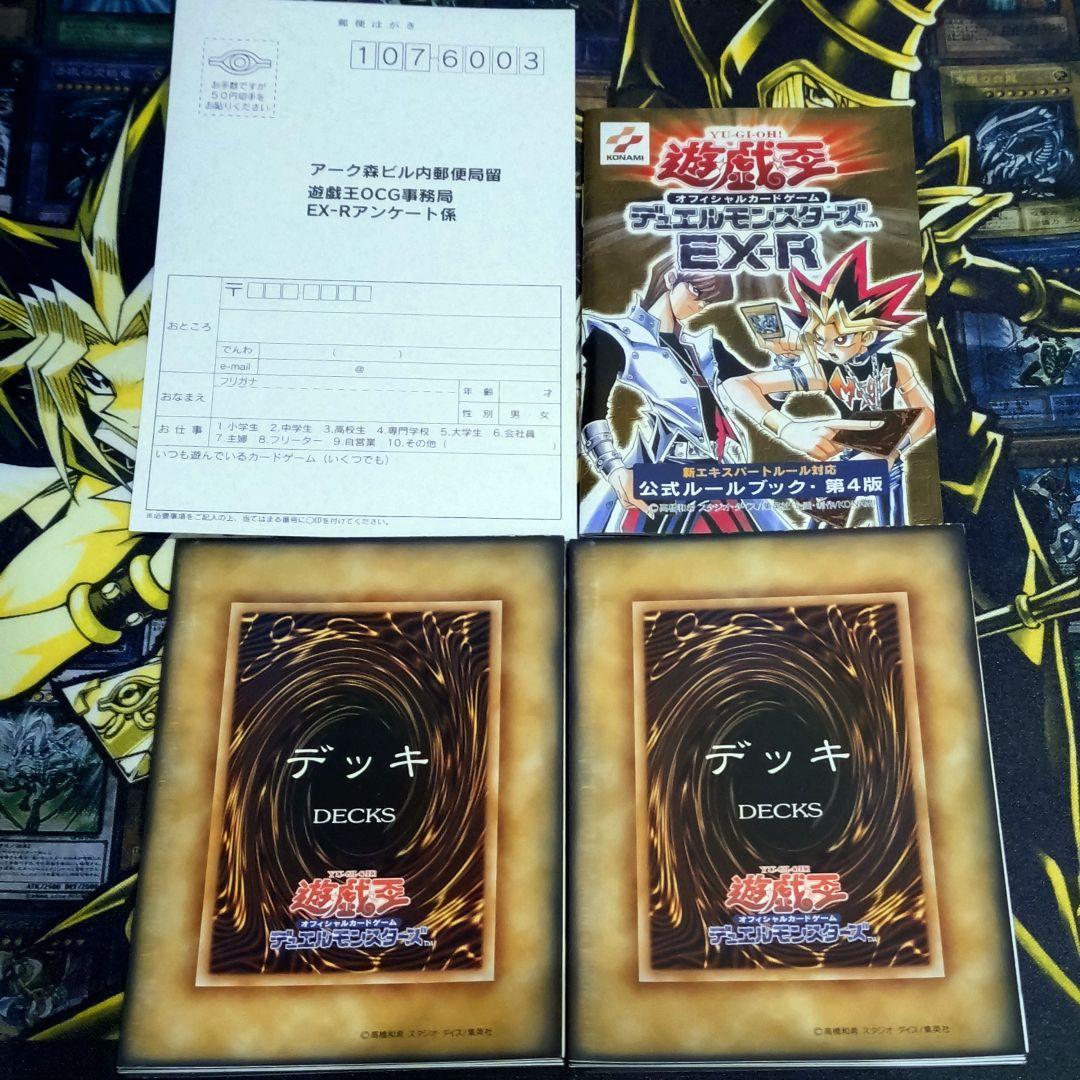 郵便はがき
107-6003
お手数ですが
50円切手を
お貼りください
アーク森ビル内郵便局留
遊戯王OCG事務局
EX-Rアンケート係
〒
おところ
でんわ ( )
e-mail @
フリガナ
おなまえ
年齢 才
性別 男・女
お仕事
1 小学生 2.中学生 3.高校生 4.専門学校 5.大学生 6.会社員
7.主婦 8.フリーター 9.自営業 10.その他 ( )
いつも遊んでいるカードゲーム (いくつでも)
※必要事項をご記入の上、当てはまる番号に〇印を付けてください。
KONAMI
YU-GI-OH!
遊戯王
オフィシャルカードゲーム
デュエルモンスターズ™
EX-R
新エキスパートルール対応
公式ルールブック・第4版
デッキ
DECKS
YU-GI-OH!
遊戯王
オフィシャルカードゲーム
デュエルモンスターズ™
©高橋和希 スタジオ・ダイス/集英社
デッキ
DECKS
YU-GI-OH!
遊戯王
オフィシャルカードゲーム
デュエルモンスターズ™
©高橋和希 スタジオ・ダイス/集英社
ATK/2500 DEF/2000